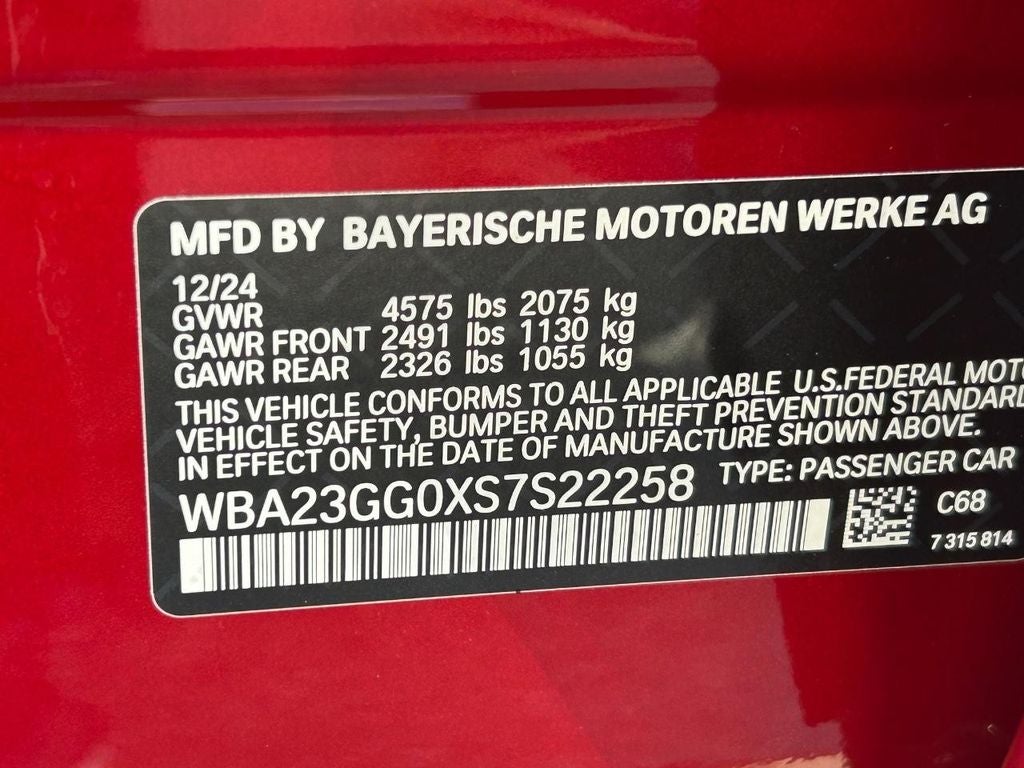 MFD BY BAYERISCHE MOTOREN WERKE AG
12/24
GVWR 4575 lbs 2075 kg
GAWR FRONT 2491 lbs 1130 kg
GAWR REAR 2326 lbs 1055 kg
THIS VEHICLE CONFORMS TO ALL APPLICABLE U.S.FEDERAL MOTO
VEHICLE SAFETY, BUMPER AND THEFT PREVENTION STANDARD
IN EFFECT ON THE DATE OF MANUFACTURE SHOWN ABOVE.
WBA23GG0XS7S22258 TYPE: PASSENGER CAR
C68
7 315 814